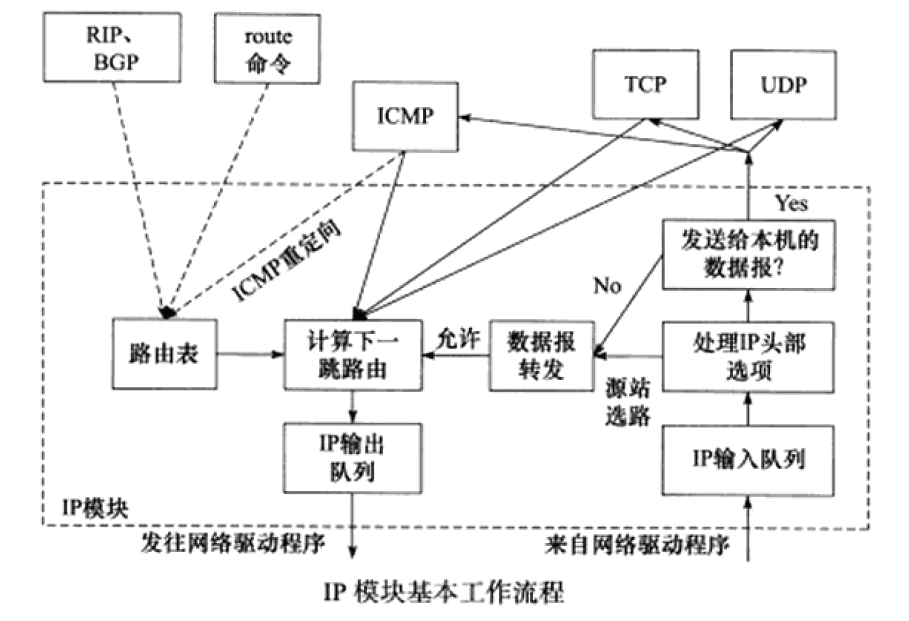 RIP、
BGP
route
命令
ICMP
TCP
UDP
Yes
发送给本机的
数据报?
ICMP重定向
No
路由表
计算下一
跳路由
允许
数据报
转发
处理IP头部
选项
源站
选路
IP输出
队列
IP输入队列
IP模块
发往网络驱动程序
来自网络驱动程序
IP 模块基本工作流程